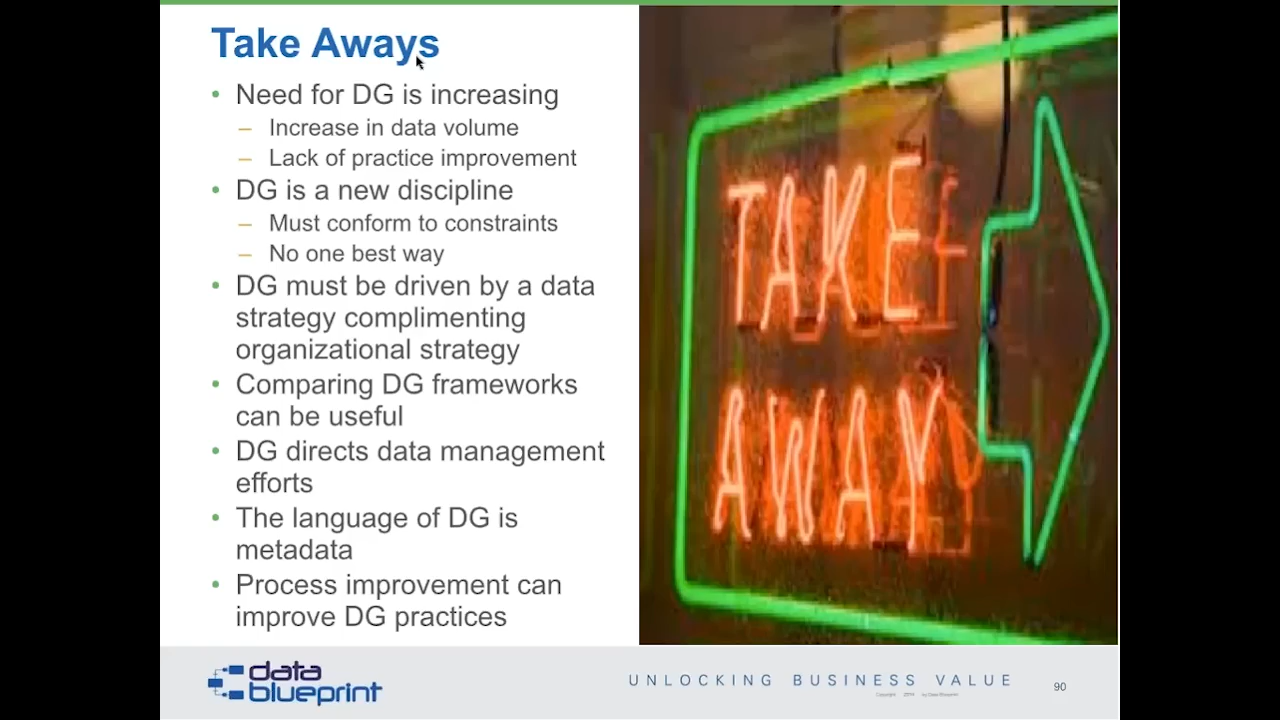 Take Aways
• Need for DG is increasing
– Increase in data volume
– Lack of practice improvement
• DG is a new discipline
– Must conform to constraints
– No one best way
• DG must be driven by a data
strategy complimenting
organizational strategy
• Comparing DG frameworks
can be useful
• DG directs data management
efforts
• The language of DG is
metadata
• Process improvement can
improve DG practices
TAKE
AWAY
data
blueprint
UNLOCKING BUSINESS VALUE
90